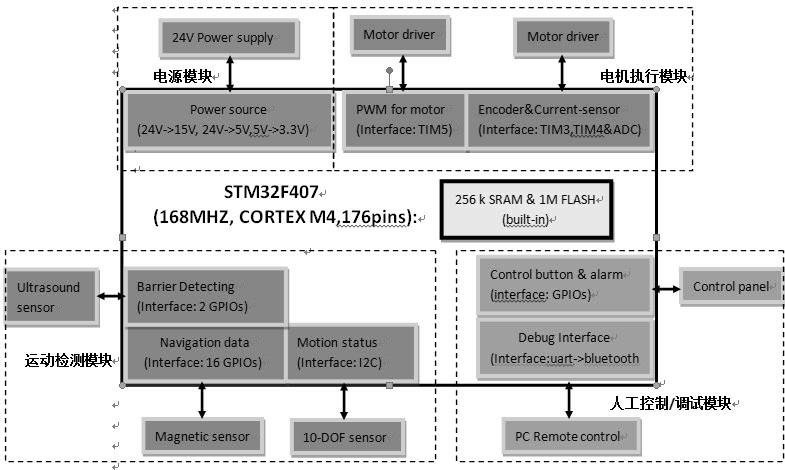 24V Power supply
Motor driver
Motor driver
电源模块
电机执行模块
Power source
(24V->15V, 24V->5V,5V->3.3V)
PWM for motor
(Interface: TIM5)
Encoder&Current-sensor
(Interface: TIM3,TIM4&ADC)
STM32F407
(168MHZ, CORTEX M4,176pins):
256 k SRAM & 1M FLASH
(built-in)
Ultrasound
sensor
Barrier Detecting
(Interface: 2 GPIOs)
Control button & alarm
(interface: GPIOs)
Control panel
Navigation data
(Interface: 16 GPIOs)
Motion status
(Interface: I2C)
Debug Interface
(Interface:uart->bluetooth
运动检测模块
人工控制/调试模块
Magnetic sensor
10-DOF sensor
PC Remote control